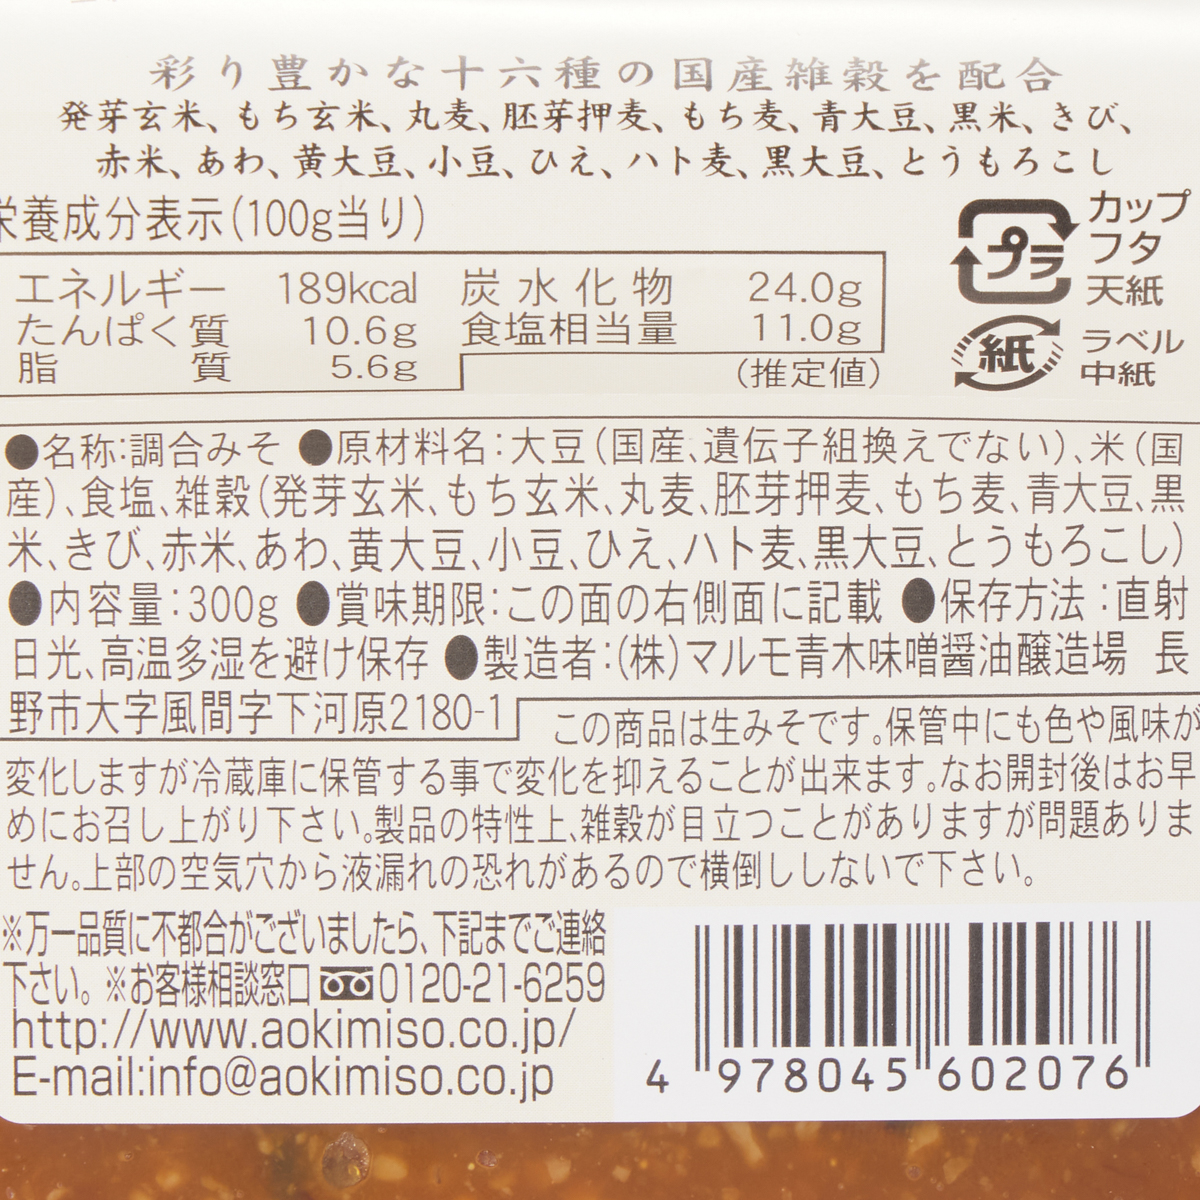 彩り豊かな十六種の国産雑穀を配合
発芽玄米、もち玄米、丸麦、胚芽押麦、もち麦、青大豆、黒米、きび、
赤米、あわ、黄大豆、小豆、ひえ、ハト麦、黒大豆、とうもろこし
栄養成分表示(100g当り)
エネルギー 189kcal 炭水化物 24.0g
たんぱく質 10.6g 食塩相当量 11.0g
脂質 5.6g (推定値)
プラ
カップ
フタ
天紙
紙
ラベル
中紙
●名称:調合みそ ●原材料名:大豆(国産、遺伝子組換えでない)、米(国
産)、食塩、雑穀(発芽玄米、もち玄米、丸麦、胚芽押麦、もち麦、青大豆、黒
米、きび、赤米、あわ、黄大豆、小豆、ひえ、ハト麦、黒大豆、とうもろこし)
●内容量:300g ●賞味期限:この面の右側面に記載 ●保存方法:直射
日光、高温多湿を避け保存 ●製造者:(株)マルモ青木味噌醤油醸造場 長
野市大字風間字下河原2180-1
この商品は生みそです。保管中にも色や風味が
変化しますが冷蔵庫に保管する事で変化を抑えることが出来ます。なお開封後はお早
めにお召し上がり下さい。製品の特性上、雑穀が目立つことがありますが問題ありま
せん。上部の空気穴から液漏れの恐れがあるので横倒ししないで下さい。
※万一品質に不都合がございましたら、下記までご連絡
下さい。※お客様相談窓口 0120-21-6259
http://www.aokimiso.co.jp/
E-mail:info@aokimiso.co.jp
4 978045 602076